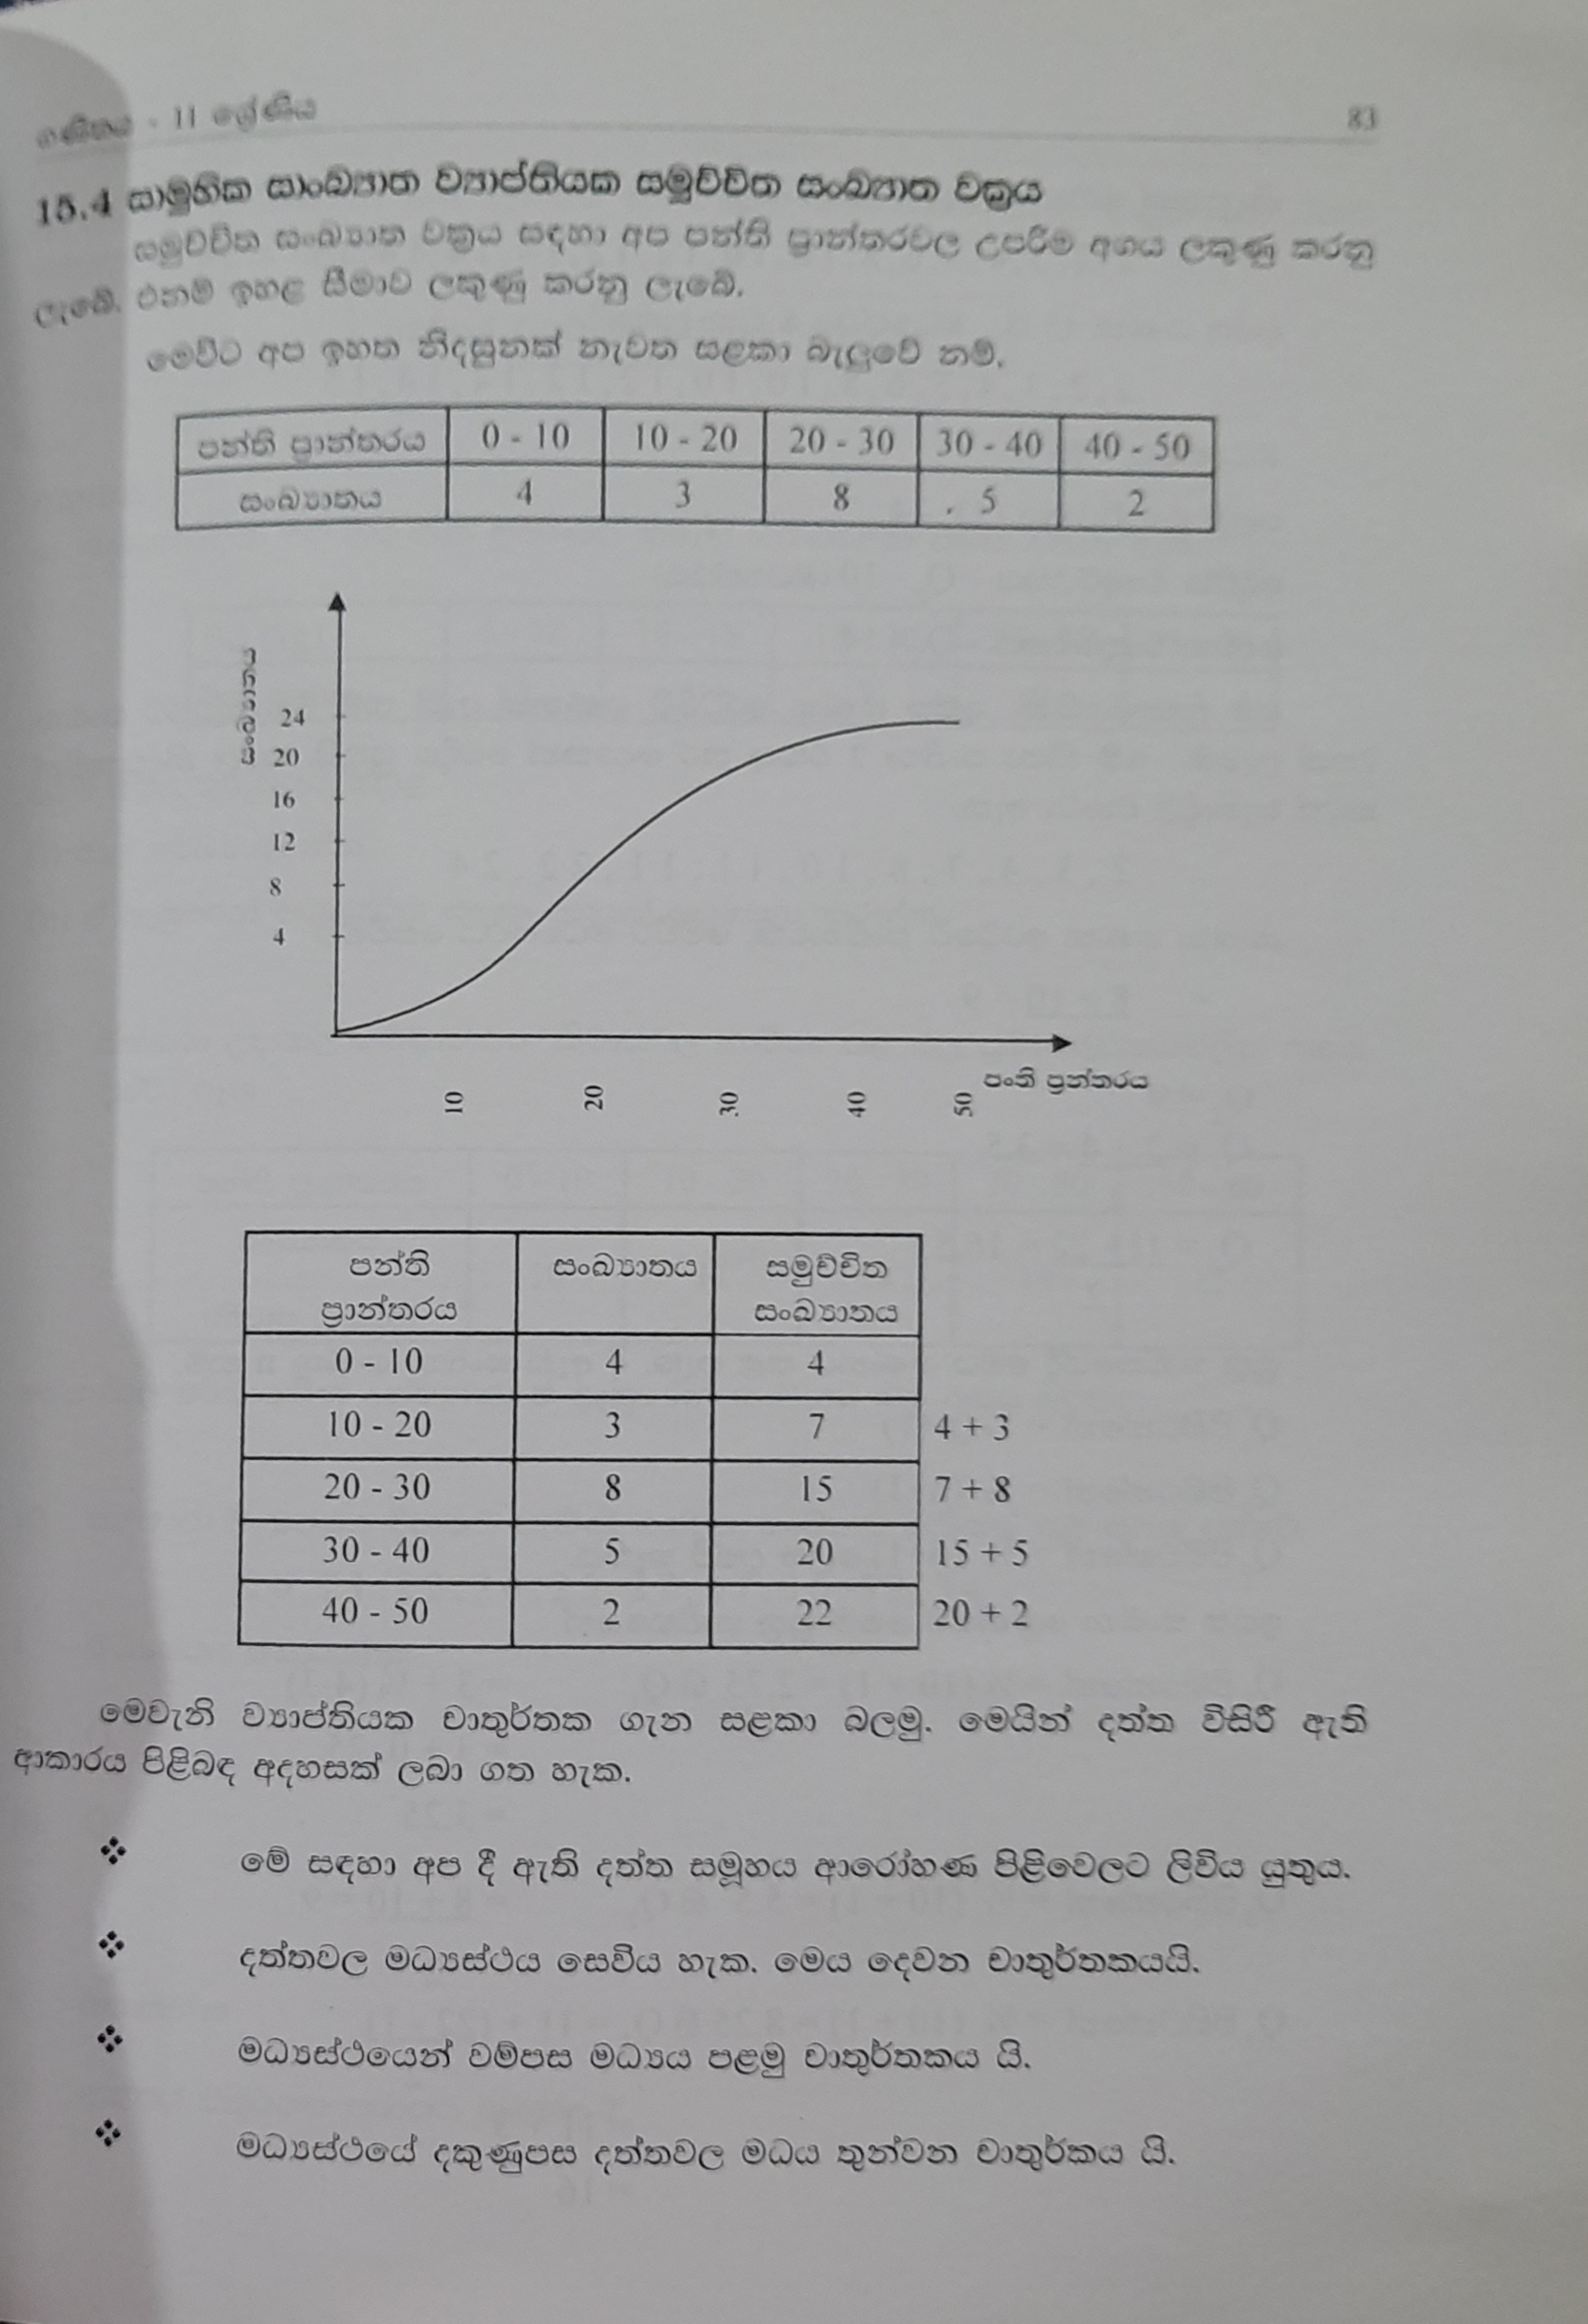 ගණිතය - 11 ශ්‍රේණිය 83
15.4 සාමූහික සාංඛ්‍යාත ව්‍යාප්තියක සමුච්චිත සංඛ්‍යාත වක්‍රය
සමුච්චිත සංඛ්‍යාත වක්‍රය සඳහා අප පන්ති ප්‍රාන්තරවල උපරිම අගය ලකුණු කරනු
ලැබේ. එනම් ඉහළ සීමාව ලකුණු කරනු ලැබේ.
මෙවිට අප ඉහත නිදසුනක් නැවත සළකා බැලුවේ නම්.
පන්ති ප්‍රාන්තරය 0 - 10 10 - 20 20 - 30 30 - 40 40 - 50
සංඛ්‍යාතය 4 3 8 5 2
සංඛ්‍යාතය
24
20
16
12
8
4
10 20 30 40 50
පංති ප්‍රන්තරය
පන්ති සංඛ්‍යාතය සමුච්චිත
ප්‍රාන්තරය සංඛ්‍යාතය
0 - 10 4 4
10 - 20 3 7 4 + 3
20 - 30 8 15 7 + 8
30 - 40 5 20 15 + 5
40 - 50 2 22 20 + 2
මෙවැනි ව්‍යාප්තියක චාතුර්තක ගැන සළකා බලමු. මෙයින් දත්ත විසිරී ඇති
ආකාරය පිළිබඳ අදහසක් ලබා ගත හැක.
❖ මේ සඳහා අප දී ඇති දත්ත සමූහය ආරෝහණ පිළිවෙලට ලිවිය යුතුය.
❖ දත්තවල මධ්‍යස්ථය සෙවිය හැක. මෙය දෙවන චාතුර්තකයයි.
❖ මධ්‍යස්ථයෙන් වම්පස මධ්‍යය පළමු චාතුර්තකය යි.
❖ මධ්‍යස්ථයේ දකුණුපස දත්තවල මධය තුන්වන චාතුර්කය යි.